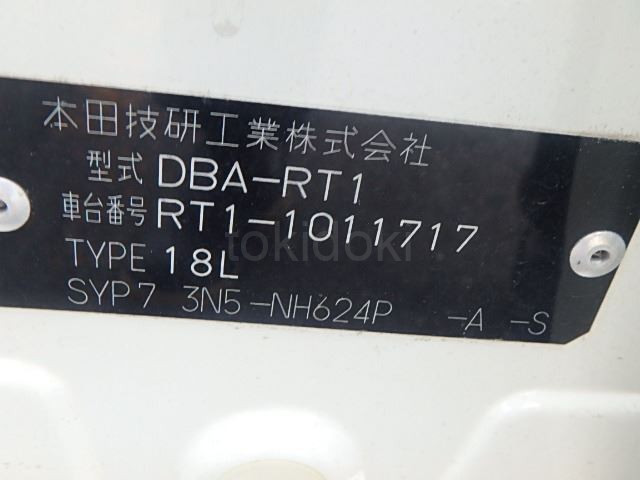 本田技研工業株式会社
型式 DBA-RT1
車台番号 RT1-1011717
TYPE 18L
SYP7 3N5-NH624P -A -S
tokidoki